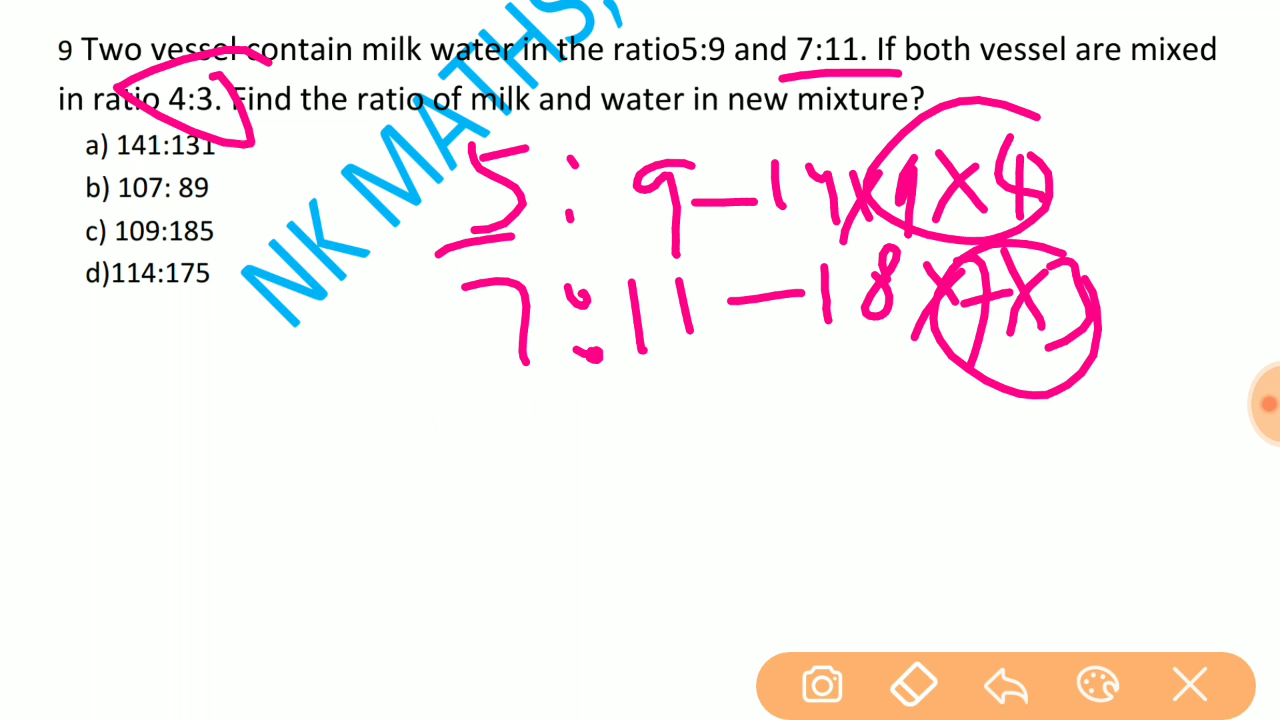 9 Two vessel contain milk water in the ratio5:9 and 7:11. If both vessel are mixed
in ratio 4:3. Find the ratio of milk and water in new mixture?
a) 141:131
b) 107: 89
c) 109:185
d)114:175
NK MATHS,
5 : 9 — 14 x 9 x 4
7 : 11 — 18 x 7 x